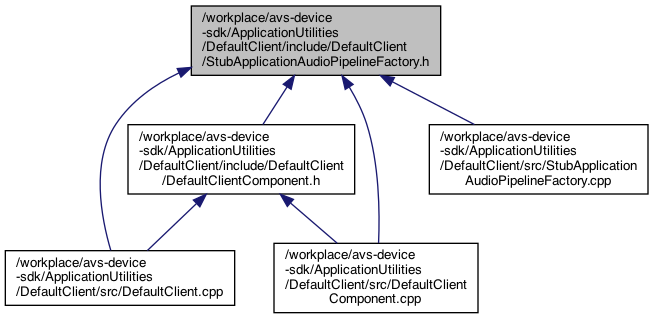 /workplace/avs-device
-sdk/ApplicationUtilities
/DefaultClient/include/DefaultClient
/StubApplicationAudioPipelineFactory.h
/workplace/avs-device
-sdk/ApplicationUtilities
/DefaultClient/include/DefaultClient
/DefaultClientComponent.h
/workplace/avs-device
-sdk/ApplicationUtilities
/DefaultClient/src/StubApplication
AudioPipelineFactory.cpp
/workplace/avs-device
-sdk/ApplicationUtilities
/DefaultClient/src/DefaultClient.cpp
/workplace/avs-device
-sdk/ApplicationUtilities
/DefaultClient/src/DefaultClient
Component.cpp